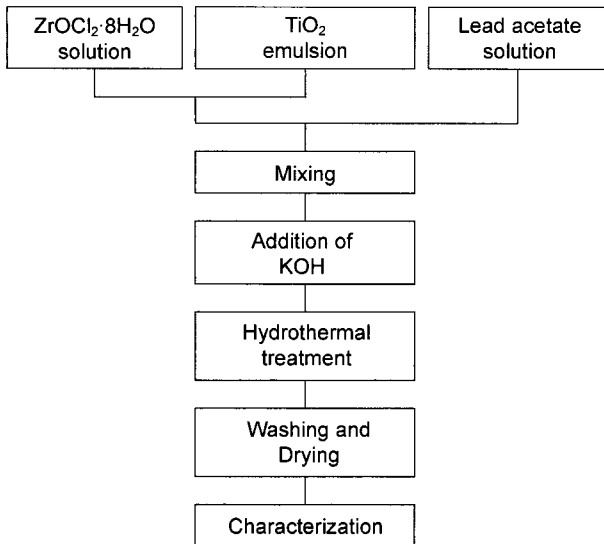 ZrOCl₂·8H₂O
solution
TiO₂
emulsion
Lead acetate
solution
Mixing
Addition of
KOH
Hydrothermal
treatment
Washing and
Drying
Characterization